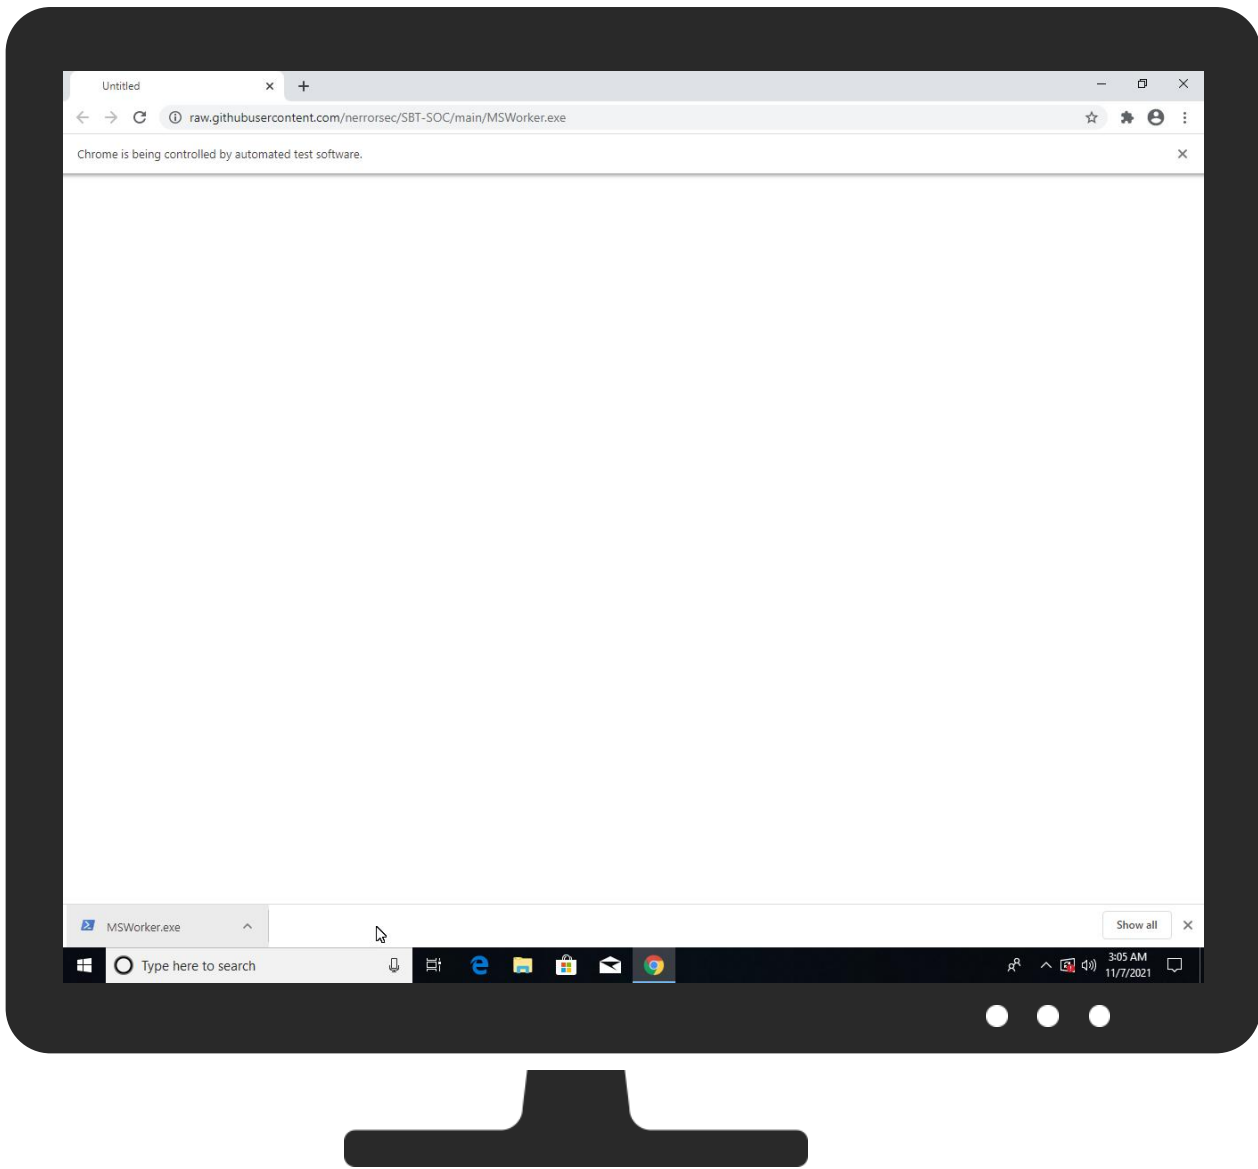 Untitled
raw.githubusercontent.com/nerrorsec/SBT-SOC/main/MSWorker.exe
Chrome is being controlled by automated test software.
MSWorker.exe
Show all
Type here to search
3:05 AM
11/7/2021